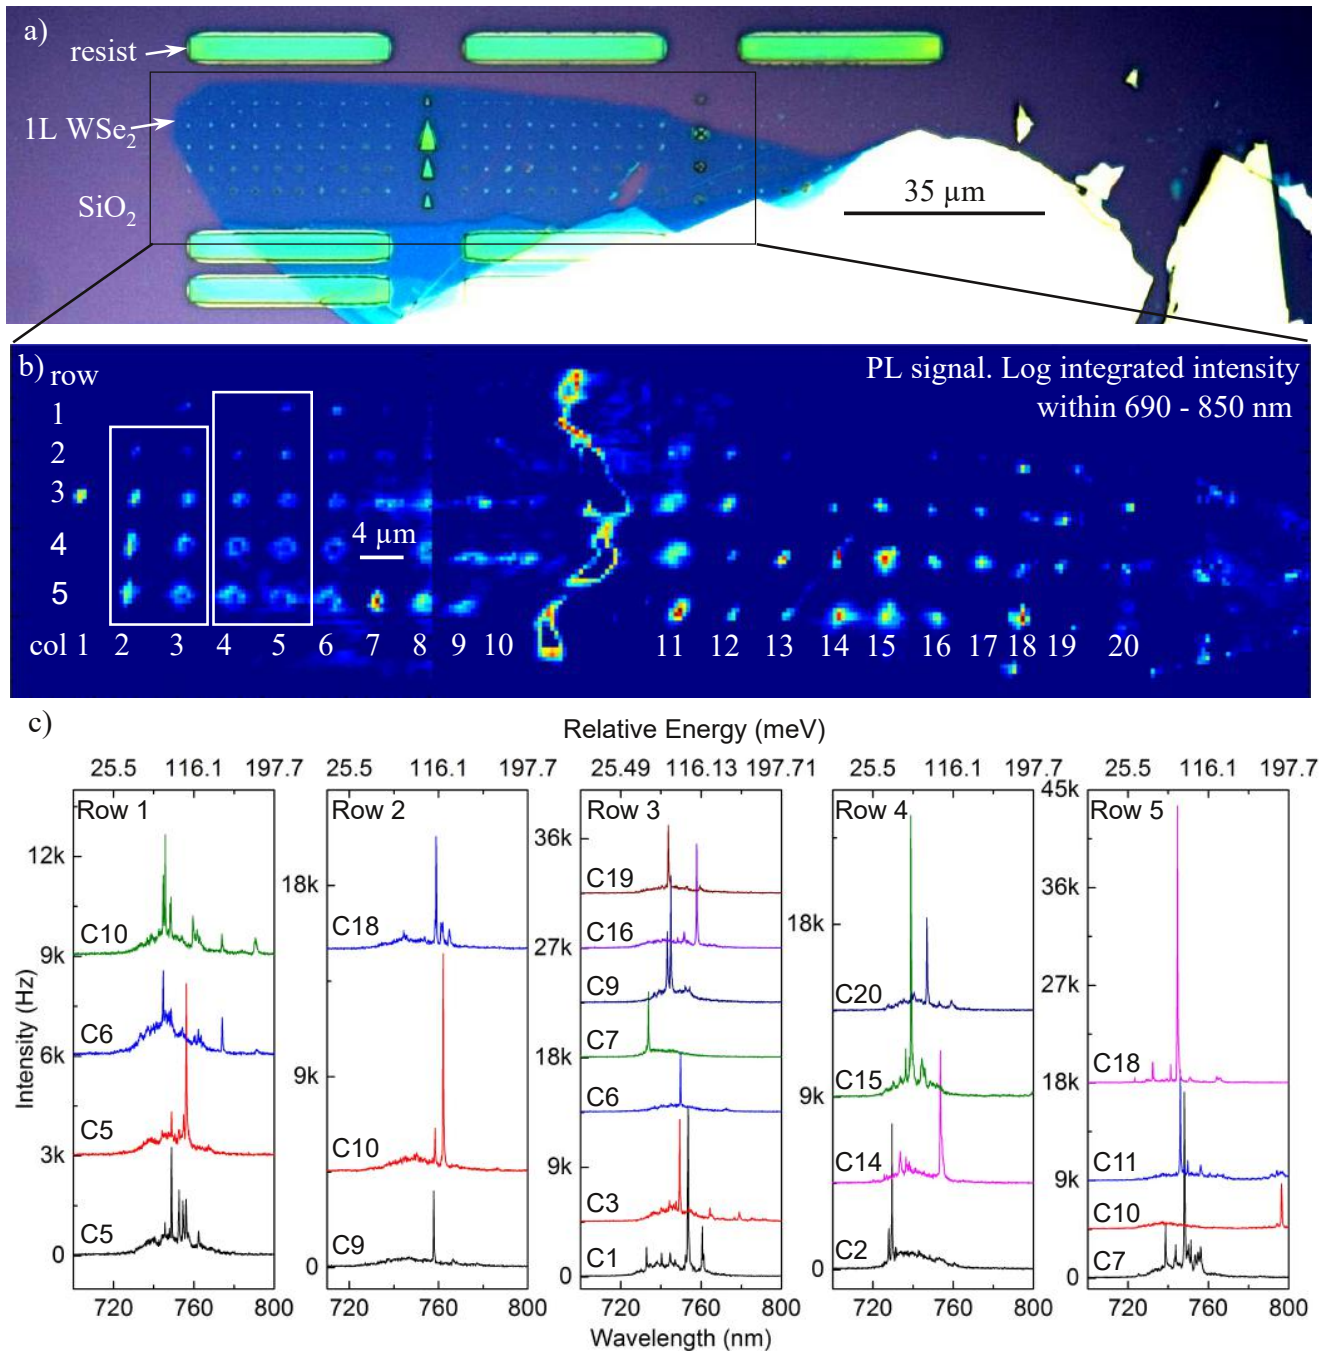 a)
resist
1L WSe2
SiO2
35 µm
b)
row
PL signal. Log integrated intensity
within 690 - 850 nm
1
2
3
4
5
4 µm
col 1 2 3 4 5 6 7 8 9 10 11 12 13 14 15 16 17 18 19 20
c)
Relative Energy (meV)
25.5 116.1 197.7 25.5 116.1 197.7 25.49 116.13 197.71 25.5 116.1 197.7 25.5 116.1 197.7
Intensity (Hz)
Row 1
12k
9k
6k
3k
0
C10
C6
C5
C5
720 760 800
Row 2
18k
9k
0
C18
C10
C9
720 760 800
Row 3
36k
27k
18k
9k
0
C19
C16
C9
C7
C6
C3
C1
720 760 800
Row 4
18k
9k
0
C20
C15
C14
C2
720 760 800
Row 5
45k
36k
27k
18k
9k
0
C18
C11
C10
C7
720 760 800
Wavelength (nm)